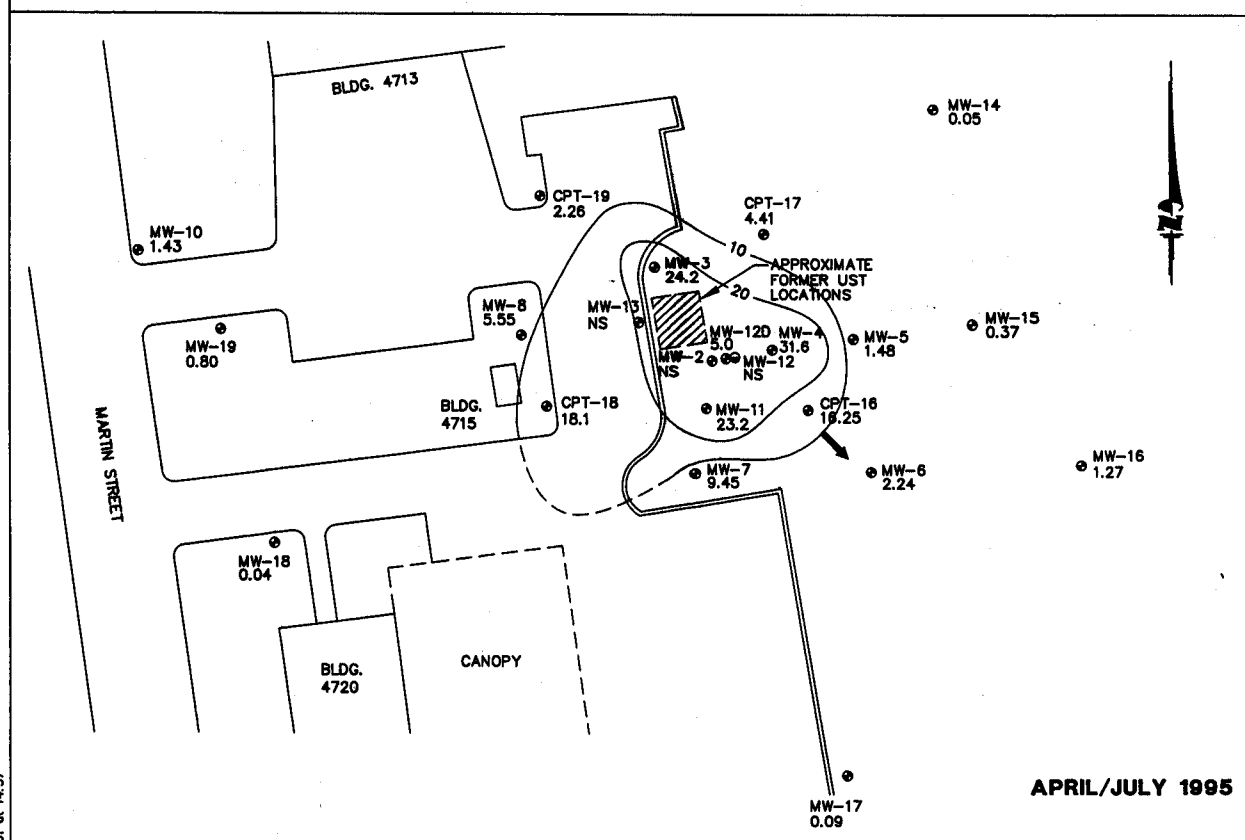 BLDG. 4713
MW-14
0.05
CPT-19
2.26
CPT-17
4.41
MW-10
1.43
10
MW-3
24.2
APPROXIMATE
FORMER UST
LOCATIONS
20
MW-8
5.55
MW-13
NS
MW-12D
5.0
MW-4
31.6
MW-5
1.48
MW-15
0.37
MW-19
0.80
MW-2
NS
MW-12
NS
BLDG.
4715
CPT-18
18.1
MW-11
23.2
CPT-16
16.25
MARTIN STREET
MW-7
9.45
MW-6
2.24
MW-16
1.27
MW-18
0.04
BLDG.
4720
CANOPY
MW-17
0.09
APRIL/JULY 1995